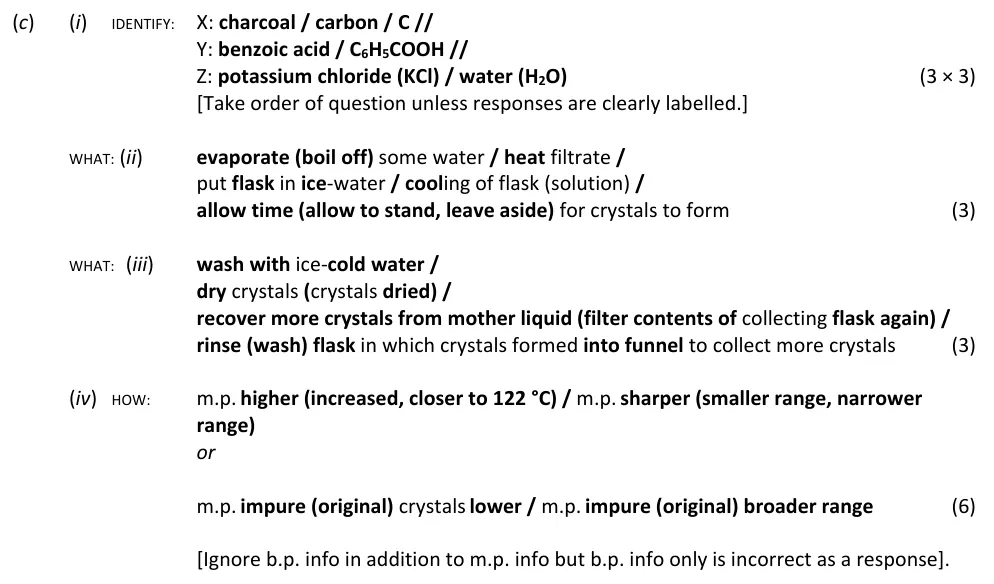 (c) (i) IDENTIFY: X: charcoal / carbon / C //
Y: benzoic acid / C₆H₅COOH //
Z: potassium chloride (KCl) / water (H₂O) (3 × 3)
[Take order of question unless responses are clearly labelled.]
WHAT: (ii) evaporate (boil off) some water / heat filtrate /
put flask in ice-water / cooling of flask (solution) /
allow time (allow to stand, leave aside) for crystals to form (3)
WHAT: (iii) wash with ice-cold water /
dry crystals (crystals dried) /
recover more crystals from mother liquid (filter contents of collecting flask again) /
rinse (wash) flask in which crystals formed into funnel to collect more crystals (3)
(iv) HOW: m.p. higher (increased, closer to 122 °C) / m.p. sharper (smaller range, narrower
range)
or
m.p. impure (original) crystals lower / m.p. impure (original) broader range (6)
[Ignore b.p. info in addition to m.p. info but b.p. info only is incorrect as a response].